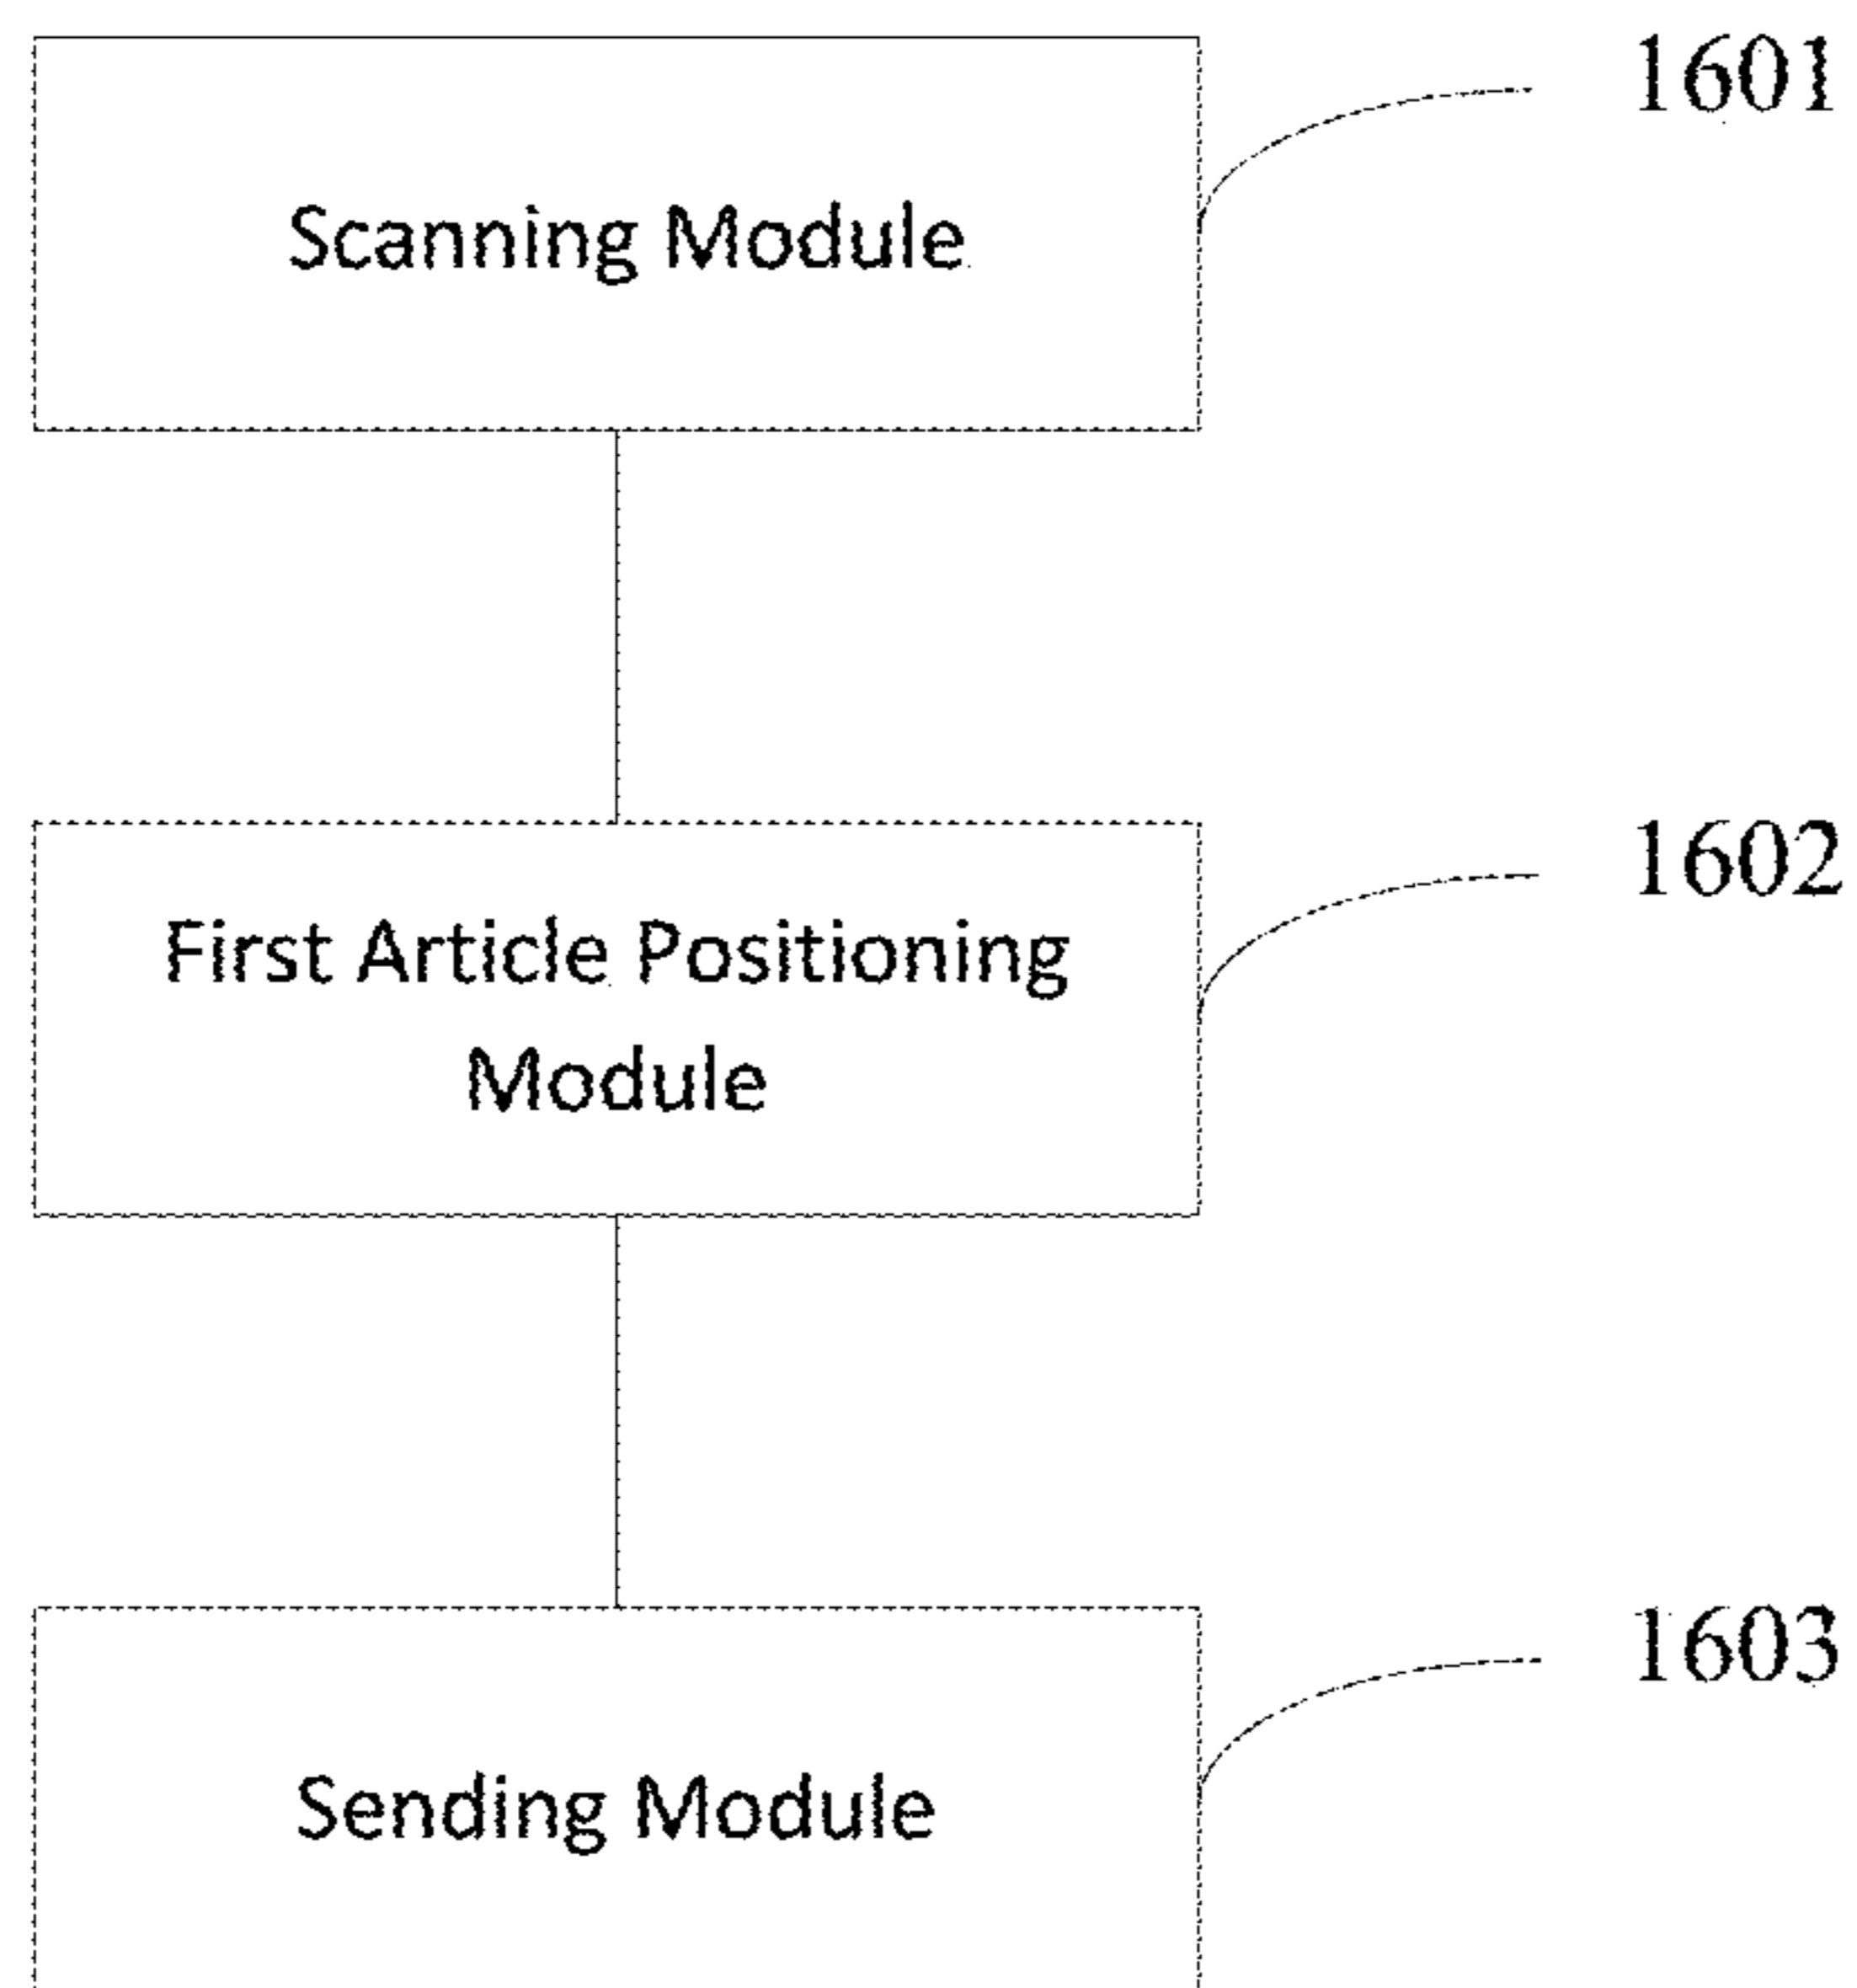 1601
Scanning Module
1602
First Article Positioning
Module
1603
Sending Module